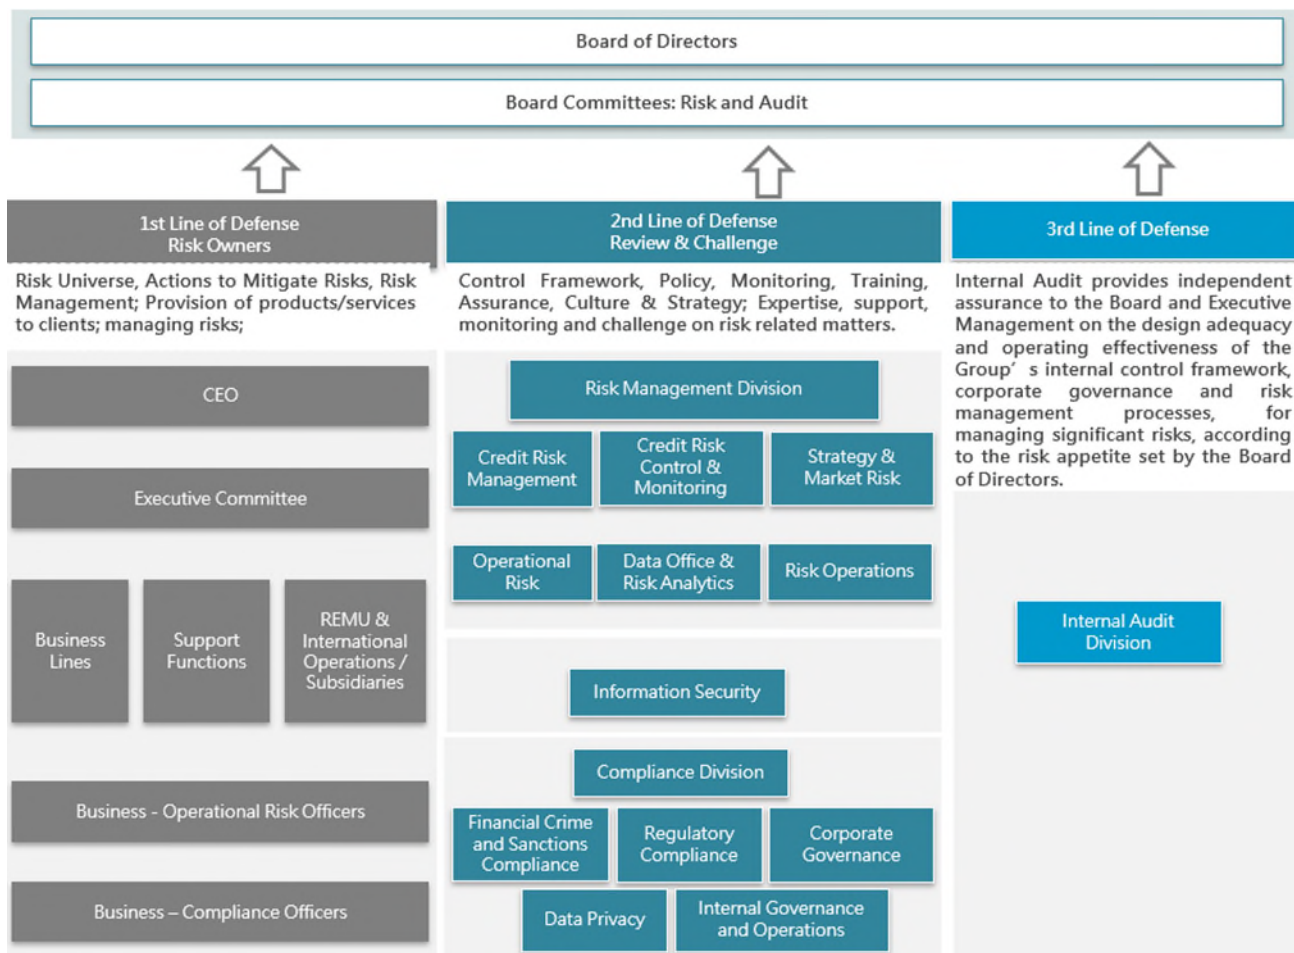 Board of Directors
Board Committees: Risk and Audit
1st Line of Defense
Risk Owners
Risk Universe, Actions to Mitigate Risks, Risk
Management; Provision of products/services
to clients; managing risks;
CEO
Executive Committee
Business
Lines
Support
Functions
REMU &
International
Operations /
Subsidiaries
Business - Operational Risk Officers
Business – Compliance Officers
2nd Line of Defense
Review & Challenge
Control Framework, Policy, Monitoring, Training,
Assurance, Culture & Strategy; Expertise, support,
monitoring and challenge on risk related matters.
Risk Management Division
Credit Risk
Management
Credit Risk
Control &
Monitoring
Strategy &
Market Risk
Operational
Risk
Data Office &
Risk Analytics
Risk Operations
Information Security
Compliance Division
Financial Crime
and Sanctions
Compliance
Regulatory
Compliance
Corporate
Governance
Data Privacy
Internal Governance
and Operations
3rd Line of Defense
Internal Audit provides independent
assurance to the Board and Executive
Management on the design adequacy
and operating effectiveness of the
Group' s internal control framework,
corporate governance and risk
management processes, for
managing significant risks, according
to the risk appetite set by the Board
of Directors.
Internal Audit
Division